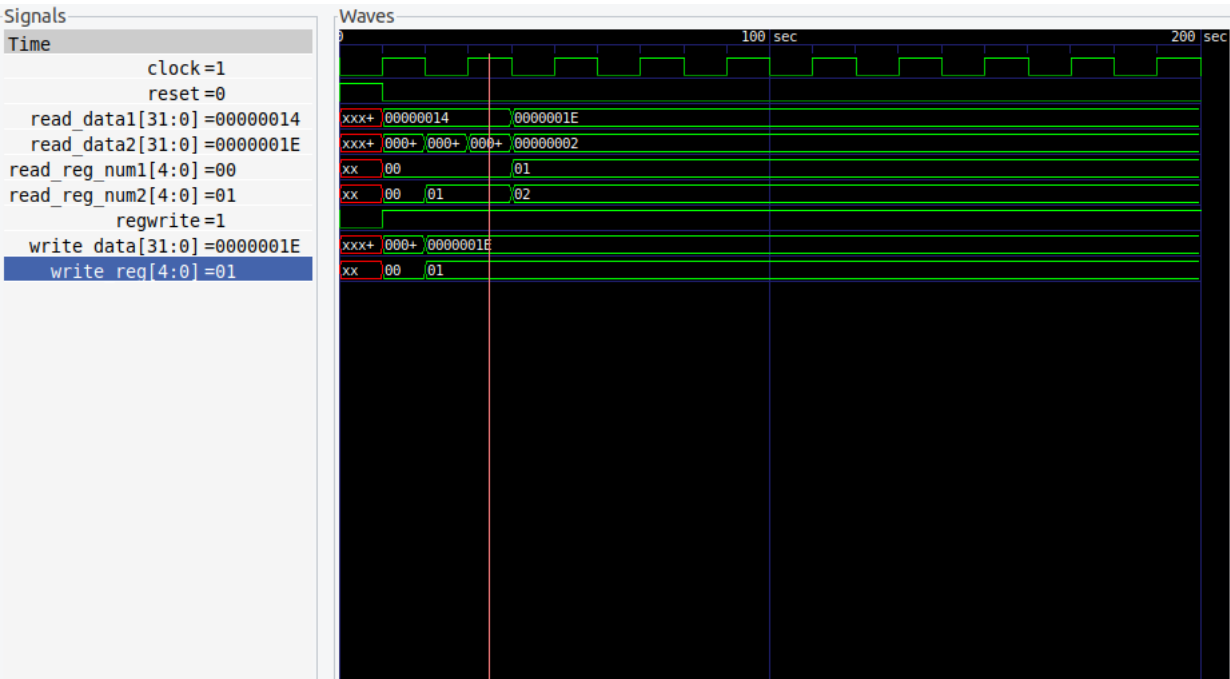 Signals Waves
Time 0 100 sec 200 sec
clock =1
reset =0
read_data1[31:0] =00000014 xxx+ 00000014 0000001E
read_data2[31:0] =0000001E xxx+ 000+ 000+ 000+ 00000002
read_reg_num1[4:0] =00 xx 00 01
read_reg_num2[4:0] =01 xx 00 01 02
regwrite =1
write_data[31:0] =0000001E xxx+ 000+ 0000001E
write_reg[4:0] =01 xx 00 01